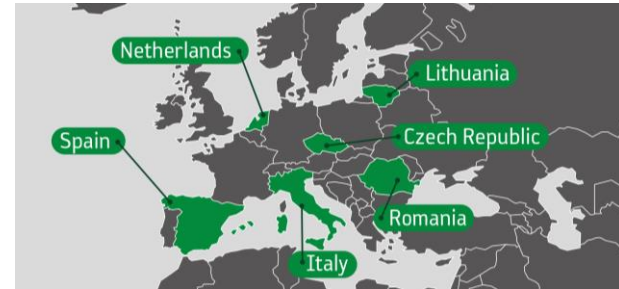 Netherlands
Lithuania
Spain
Czech Republic
Romania
Italy